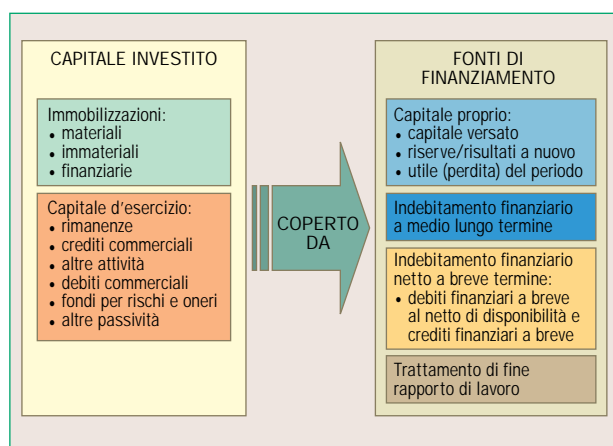 CAPITALE INVESTITO
Immobilizzazioni:
• materiali
• immateriali
• finanziarie
Capitale d'esercizio:
• rimanenze
• crediti commerciali
• altre attività
• debiti commerciali
• fondi per rischi e oneri
• altre passività
COPERTO
DA
FONTI DI
FINANZIAMENTO
Capitale proprio:
• capitale versato
• riserve/risultati a nuovo
• utile (perdita) del periodo
Indebitamento finanziario
a medio lungo termine
Indebitamento finanziario
netto a breve termine:
• debiti finanziari a breve
al netto di disponibilità e
crediti finanziari a breve
Trattamento di fine
rapporto di lavoro